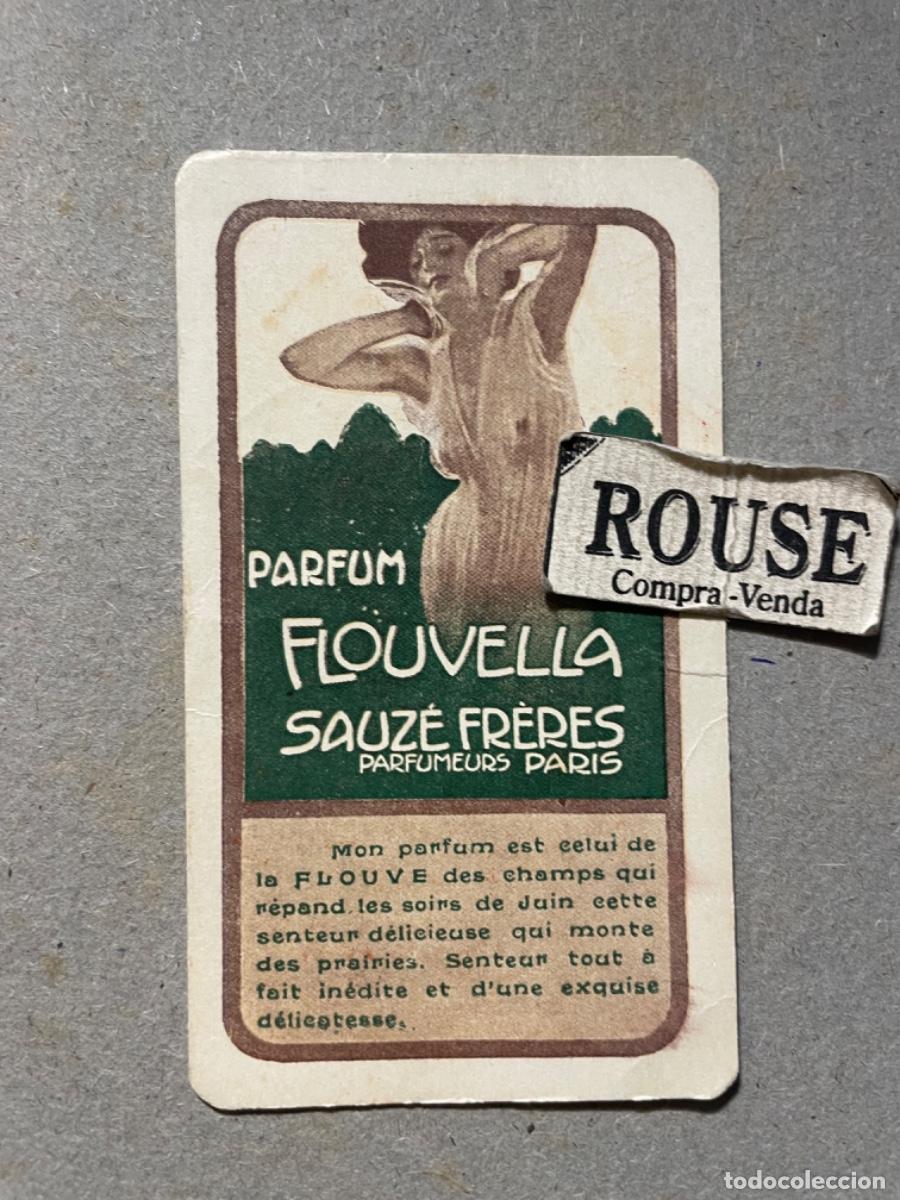 PARFUM
FLOUVELLA
SAUZÉ FRÈRES
PARFUMEURS PARIS
ROUSE
Compra-Venda
Mon parfum est celui de
la FLOUVE des champs qui
répand les soirs de Juin cette
senteur délicieuse qui monte
des prairies. Senteur tout à
fait inédite et d'une exquise
délicatesse.
todocoleccion